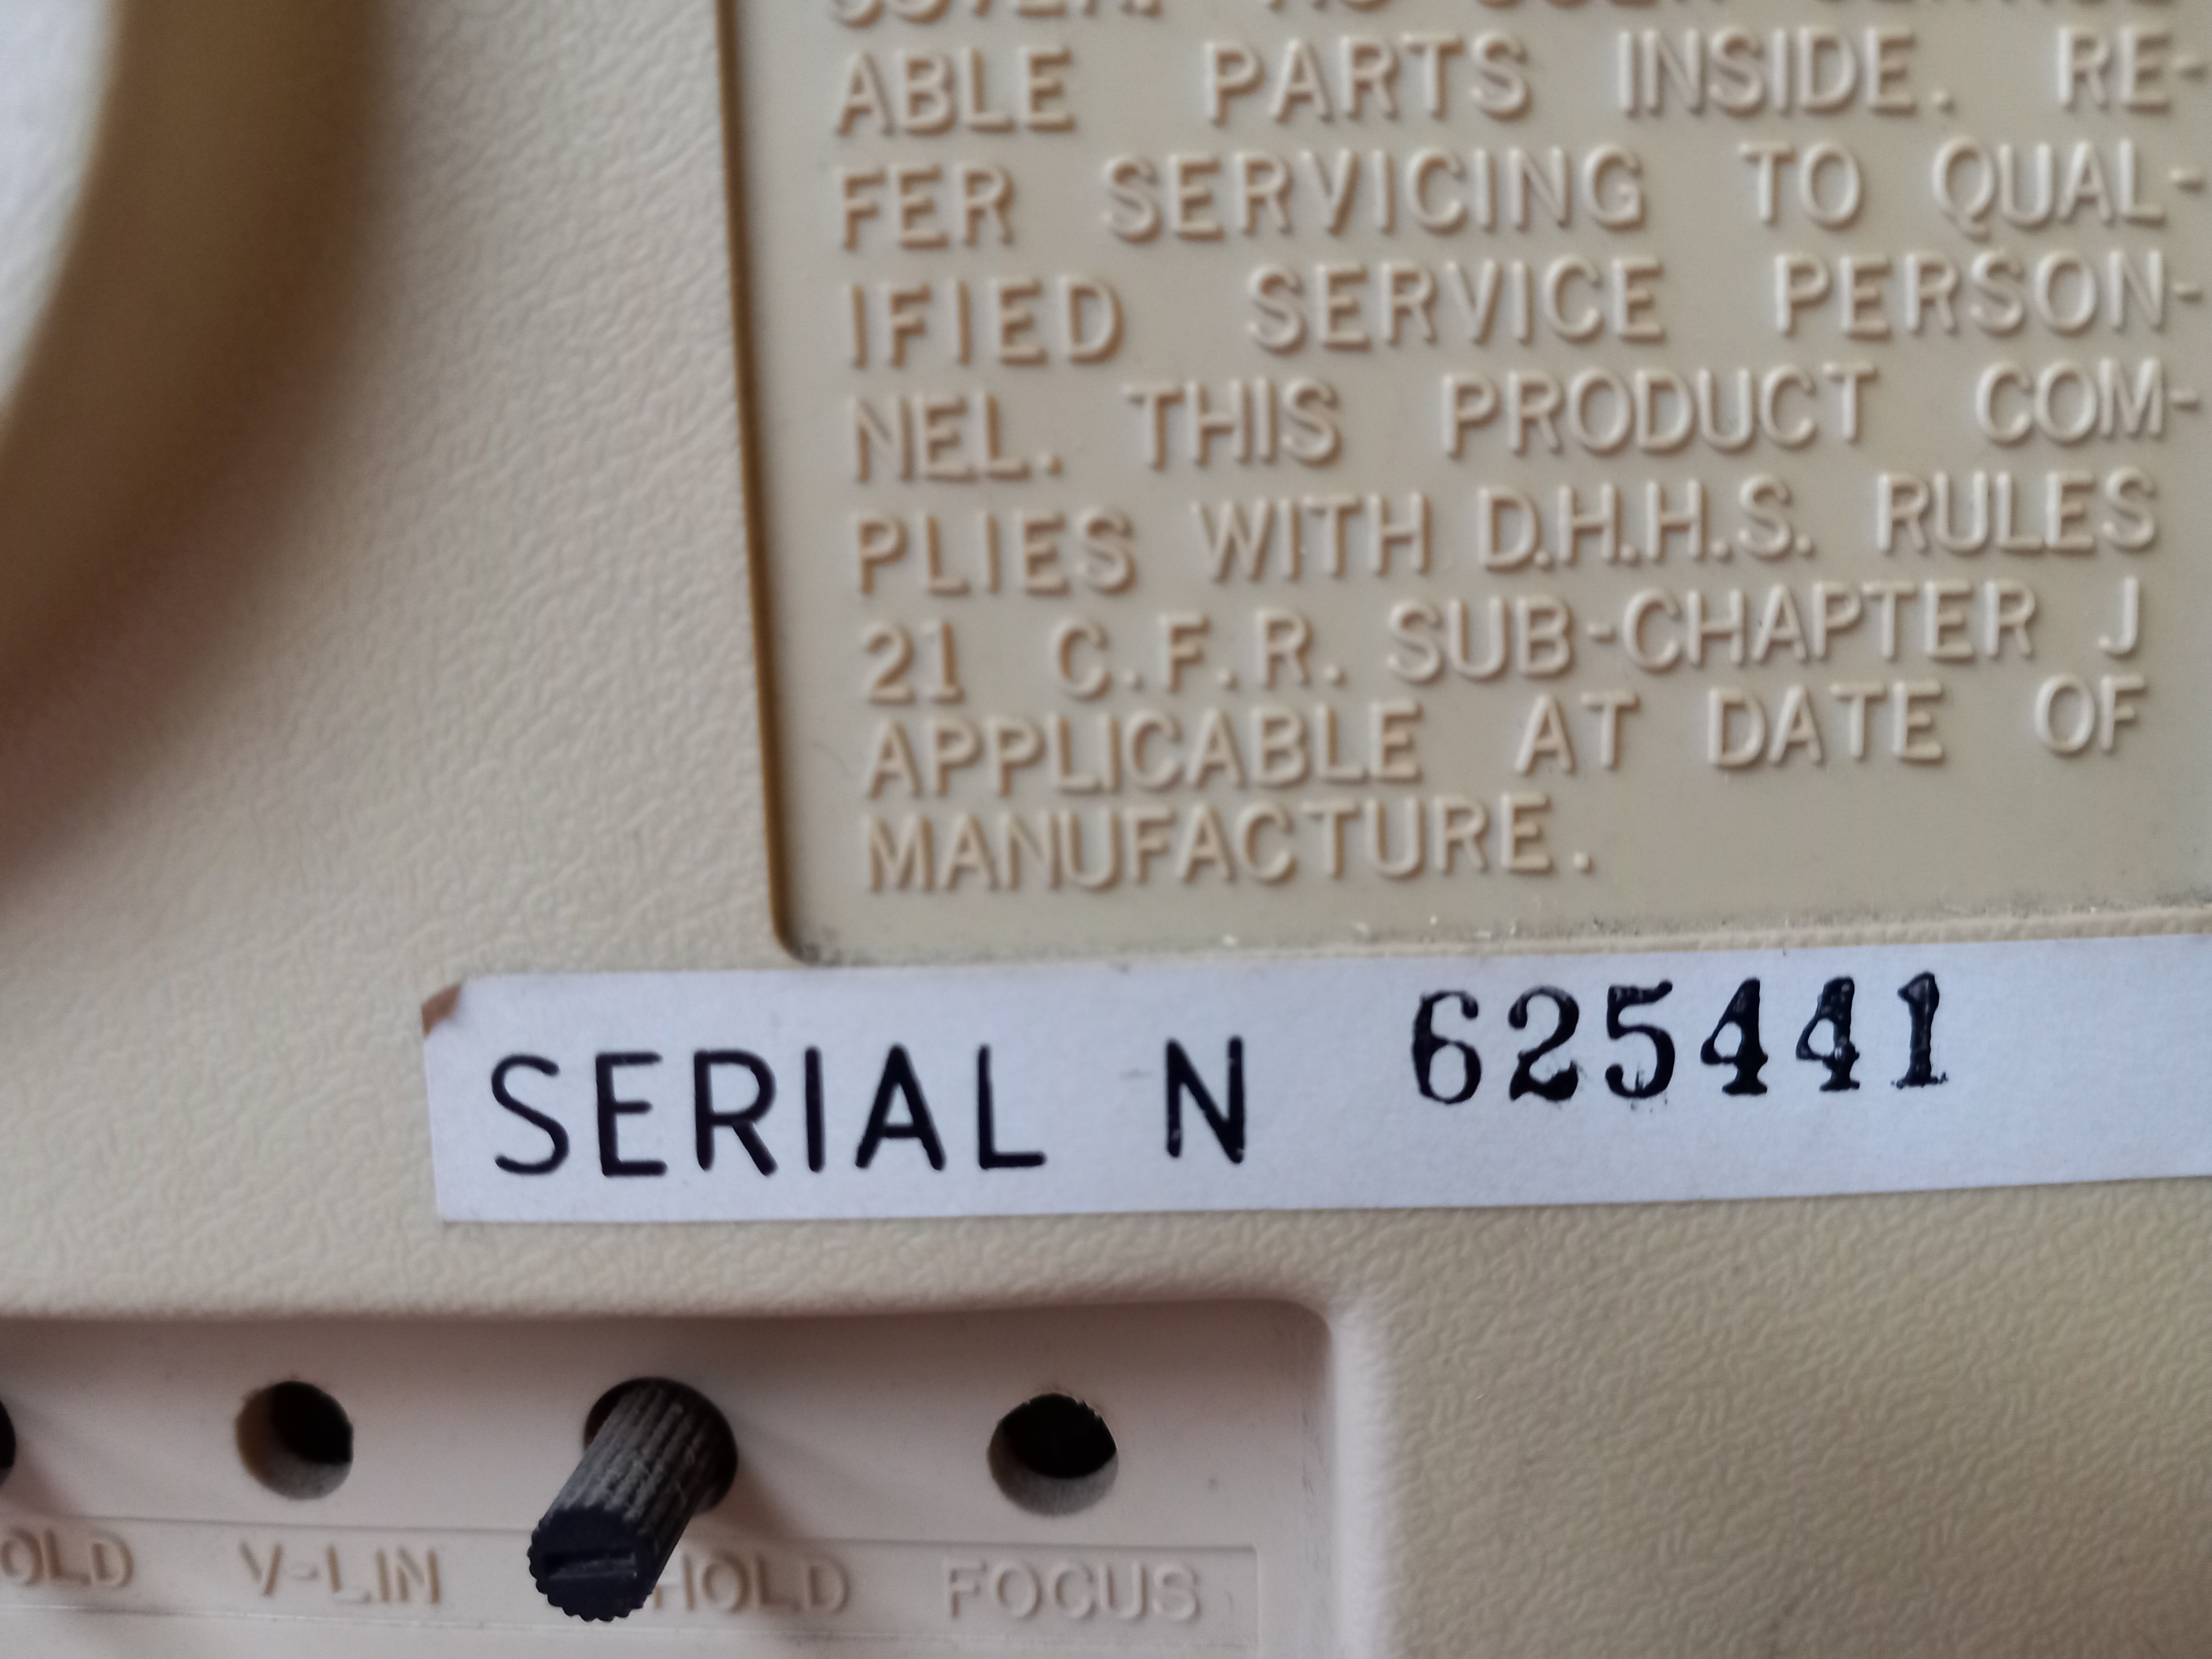 ABLE PARTS INSIDE. RE-
FER SERVICING TO QUAL-
IFIED SERVICE PERSON-
NEL. THIS PRODUCT COM-
PLIES WITH D.H.H.S. RULES
21 C.F.R. SUB-CHAPTER J
APPLICABLE AT DATE OF
MANUFACTURE.
SERIAL N 625441
V-LIN HOLD FOCUS